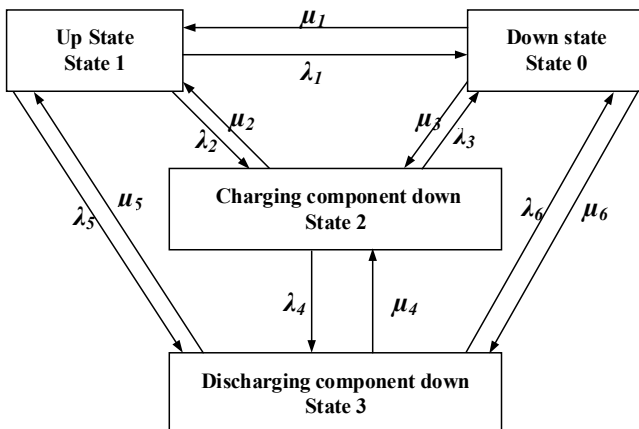 Up State
State 1
μ1
λ1
Down state
State 0
λ2
μ2
μ3
λ3
Charging component down
State 2
λ5
μ5
λ4
μ4
λ6
μ6
Discharging component down
State 3